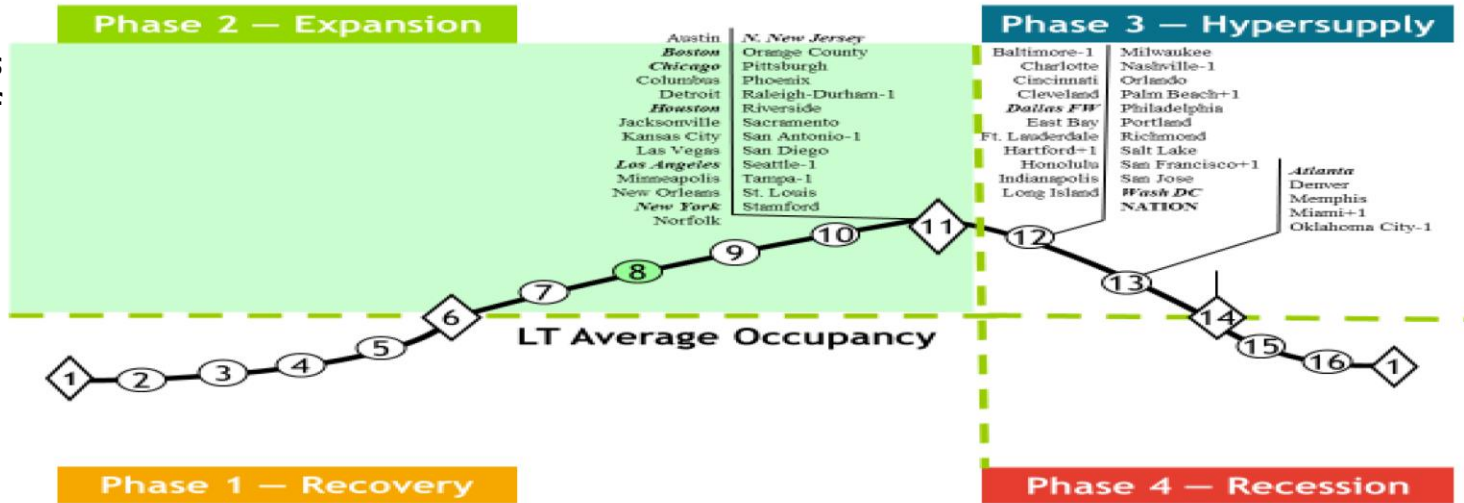 Phase 2 — Expansion
Phase 3 — Hypersupply
Austin
Boston
Chicago
Columbus
Detroit
Houston
Jacksonville
Kansas City
Las Vegas
Los Angeles
Minneapolis
New Orleans
New York
Norfolk
N. New Jersey
Orange County
Pittsburgh
Phoenix
Raleigh-Durham-1
Riverside
Sacramento
San Antonio-1
San Diego
Seattle-1
Tampa-1
St. Louis
Stamford
Baltimore-1
Charlotte
Cincinnati
Cleveland
Dallas FW
East Bay
Ft. Lauderdale
Hartford+1
Honolulu
Indianapolis
Long Island
Milwaukee
Nashville-1
Orlando
Palm Beach+1
Philadelphia
Portland
Richmond
Salt Lake
San Francisco+1
San Jose
Wash DC
NATION
Atlanta
Denver
Memphis
Miami+1
Oklahoma City-1
1
2
3
4
5
6
7
8
9
10
11
12
13
14
15
16
1
LT Average Occupancy
Phase 1 — Recovery
Phase 4 — Recession